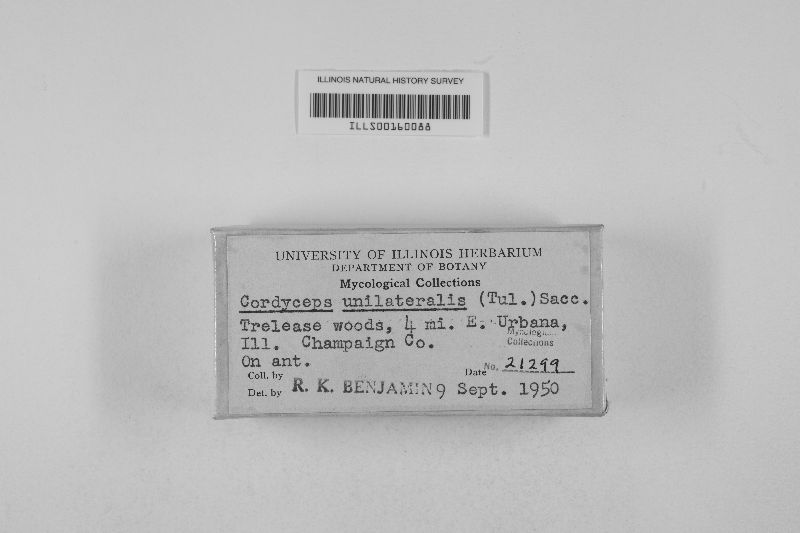 ILLINOIS NATURAL HISTORY SURVEY
ILLS00160088
UNIVERSITY OF ILLINOIS HERBARIUM
DEPARTMENT OF BOTANY
Mycological Collections
Cordyceps unilateralis (Tul.) Sacc.
Trelease woods, 4 mi. E. Urbana,
Ill. Champaign Co.
Collections
On ant.
No. 21299
Coll. by
Date
Det. by R. K. BENJAMIN 9 Sept. 1950